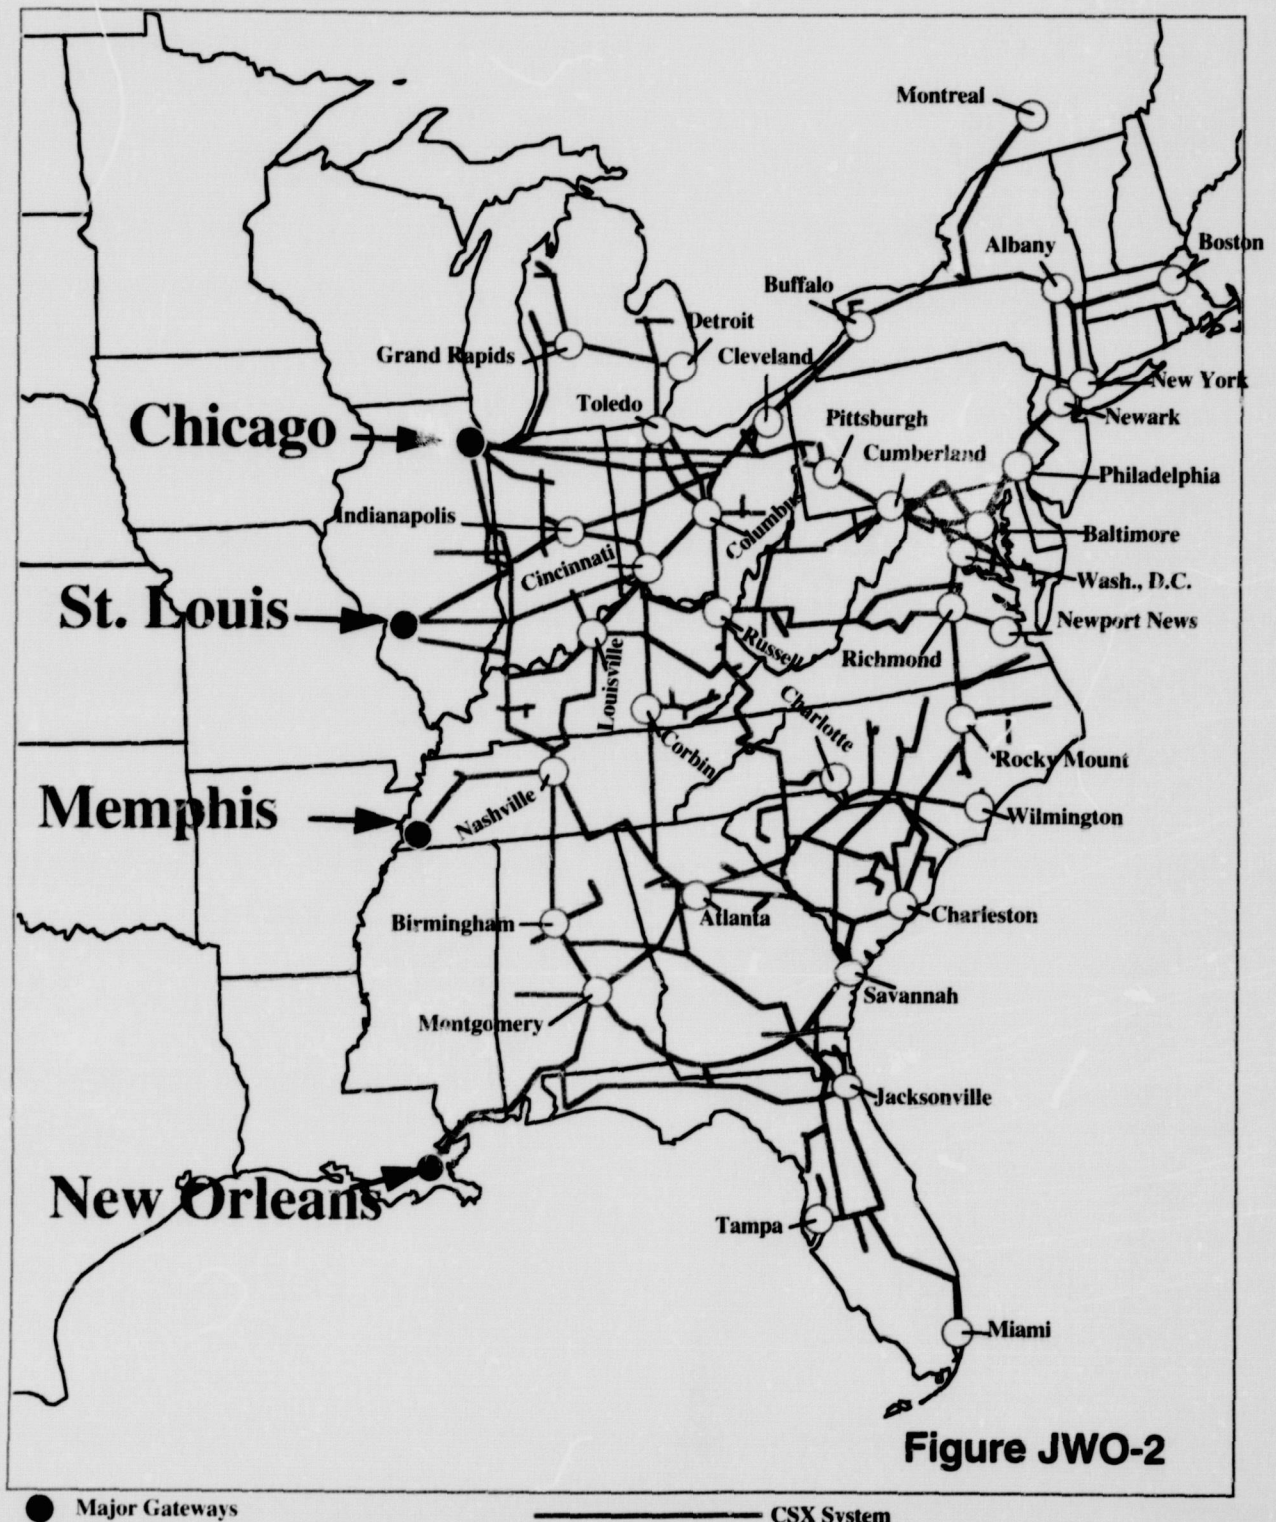 Montreal
Albany
Boston
Buffalo
Detroit
Grand Rapids
Cleveland
New York
Toledo
Newark
Chicago
Pittsburgh
Cumberland
Philadelphia
Indianapolis
Columbus
Baltimore
Cincinnati
Wash., D.C.
St. Louis
Newport News
Russell
Richmond
Louisville
Charlotte
Corbin
Rocky Mount
Memphis
Nashville
Wilmington
Birmingham
Atlanta
Charleston
Savannah
Montgomery
Jacksonville
New Orleans
Tampa
Miami
Figure JWO-2
Major Gateways
CSX System